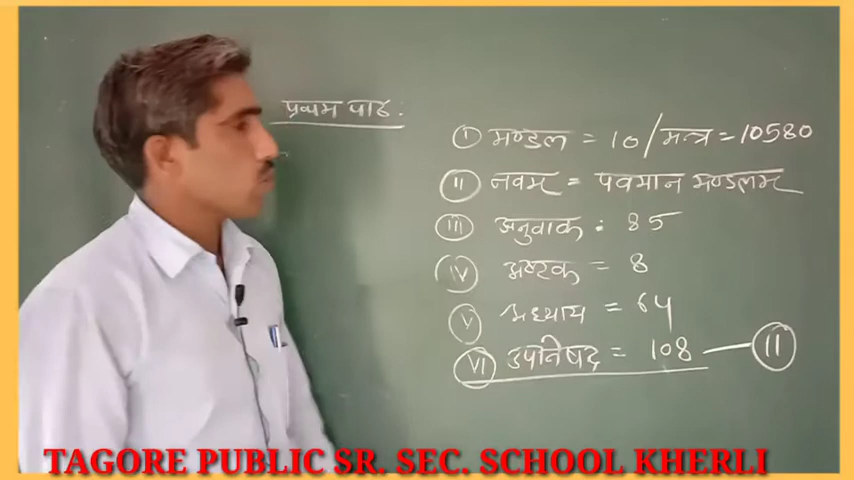 प्रथम पाठ :
I मण्डल = 10 / मन्त्र = 10580
II नवम् = पवमान मण्डलम्
III अनुवाक : 85
IV अष्टक = 8
V अध्याय = 64
VI उपनिषद = 108 — 11
TAGORE PUBLIC SR. SEC. SCHOOL KHERLI